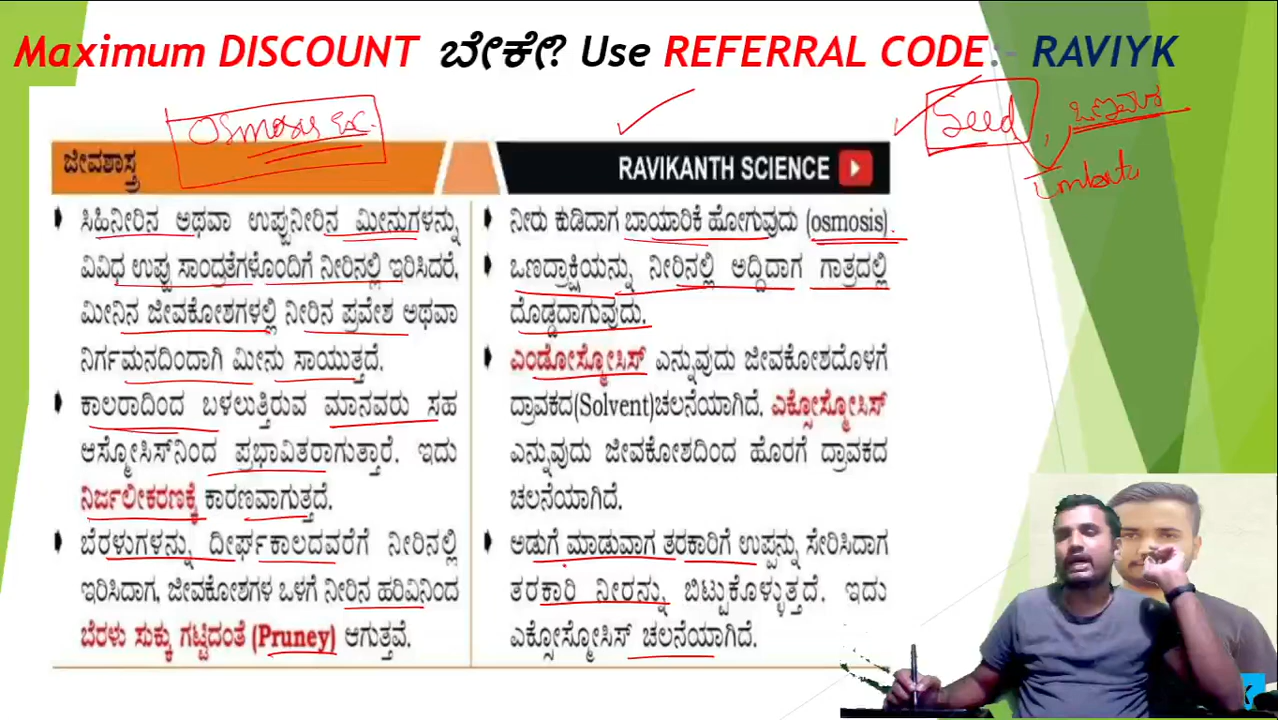 Maximum DISCOUNT ಬೇಕೇ? Use REFERRAL CODE:- RAVIYK
Osmosis Ex.
Seed, ಒಣಮರ
ಜೀವಶಾಸ್ತ್ರ
RAVIKANTH SCIENCE
ಸಿಹಿನೀರಿನ ಅಥವಾ ಉಪ್ಪುನೀರಿನ ಮೀನುಗಳನ್ನು
ವಿವಿಧ ಉಪ್ಪು ಸಾಂದ್ರತೆಗಳೊಂದಿಗೆ ನೀರಿನಲ್ಲಿ ಇರಿಸಿದರೆ,
ಮೀನಿನ ಜೀವಕೋಶಗಳಲ್ಲಿ ನೀರಿನ ಪ್ರವೇಶ ಅಥವಾ
ನಿರ್ಗಮನದಿಂದಾಗಿ ಮೀನು ಸಾಯುತ್ತದೆ.
ಕಾಲರಾದಿಂದ ಬಳಲುತ್ತಿರುವ ಮಾನವರು ಸಹ
ಆಸ್ಮೋಸಿಸ್‌ನಿಂದ ಪ್ರಭಾವಿತರಾಗುತ್ತಾರೆ. ಇದು
ನಿರ್ಜಲೀಕರಣಕ್ಕೆ ಕಾರಣವಾಗುತ್ತದೆ.
ಬೆರಳುಗಳನ್ನು ದೀರ್ಘಕಾಲದವರೆಗೆ ನೀರಿನಲ್ಲಿ
ಇರಿಸಿದಾಗ, ಜೀವಕೋಶಗಳ ಒಳಗೆ ನೀರಿನ ಹರಿವಿನಿಂದ
ಬೆರಳು ಸುಕ್ಕು ಗಟ್ಟಿದಂತೆ (Pruney) ಆಗುತ್ತವೆ.
ನೀರು ಕುಡಿದಾಗ ಬಾಯಾರಿಕೆ ಹೋಗುವುದು (osmosis).
ಒಣದ್ರಾಕ್ಷಿಯನ್ನು ನೀರಿನಲ್ಲಿ ಅದ್ದಿದಾಗ ಗಾತ್ರದಲ್ಲಿ
ದೊಡ್ಡದಾಗುವುದು.
ಎಂಡೋಸ್ಮೋಸಿಸ್ ಎನ್ನುವುದು ಜೀವಕೋಶದೊಳಗೆ
ದ್ರಾವಕದ(Solvent)ಚಲನೆಯಾಗಿದೆ, ಎಕ್ಸೋಸ್ಮೋಸಿಸ್
ಎನ್ನುವುದು ಜೀವಕೋಶದಿಂದ ಹೊರಗೆ ದ್ರಾವಕದ
ಚಲನೆಯಾಗಿದೆ.
ಅಡುಗೆ ಮಾಡುವಾಗ ತರಕಾರಿಗೆ ಉಪ್ಪನ್ನು ಸೇರಿಸಿದಾಗ
ತರಕಾರಿ ನೀರನ್ನು ಬಿಟ್ಟುಕೊಳ್ಳುತ್ತದೆ. ಇದು
ಎಕ್ಸೋಸ್ಮೋಸಿಸ್ ಚಲನೆಯಾಗಿದೆ.